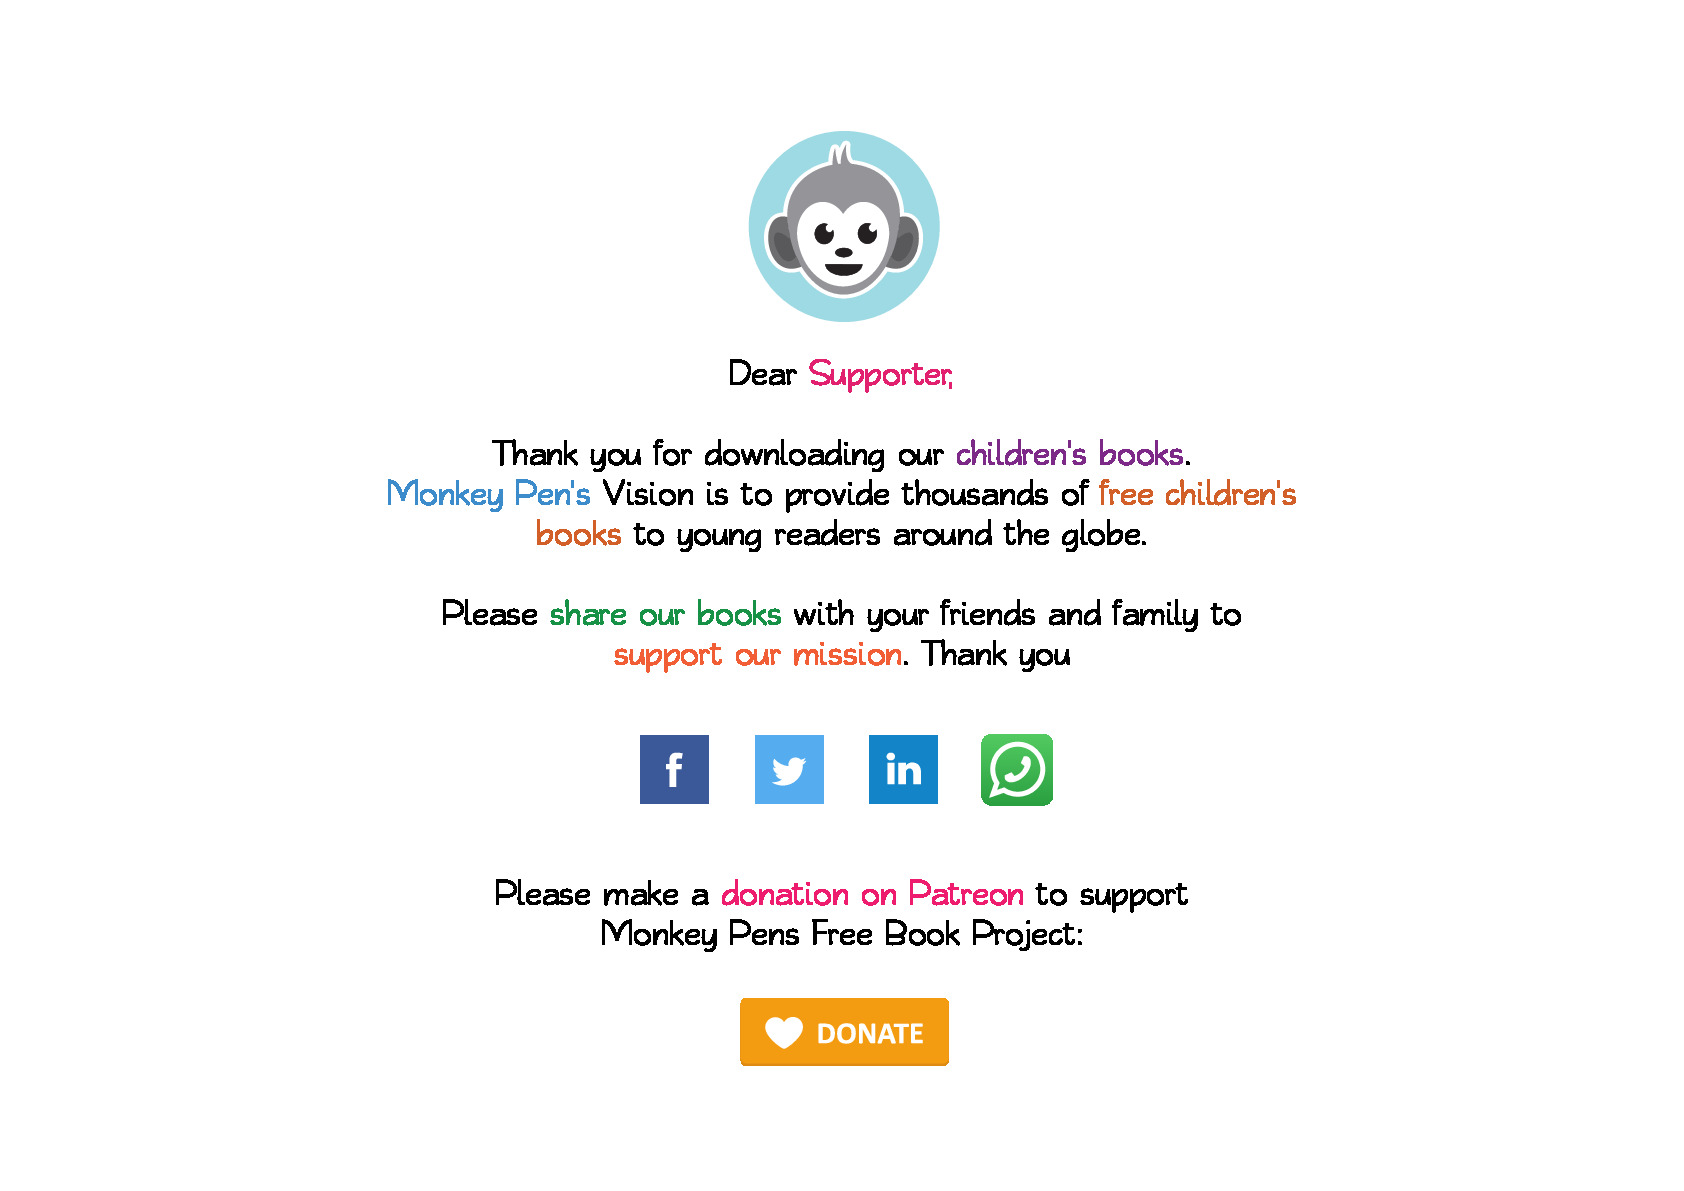 Dear Supporter,
Thank you for downloading our children's books.
Monkey Pen's Vision is to provide thousands of free children's
books to young readers around the globe.
Please share our books with your friends and family to
support our mission. Thank you
f
in
Please make a donation on Patreon to support
Monkey Pens Free Book Project:
DONATE